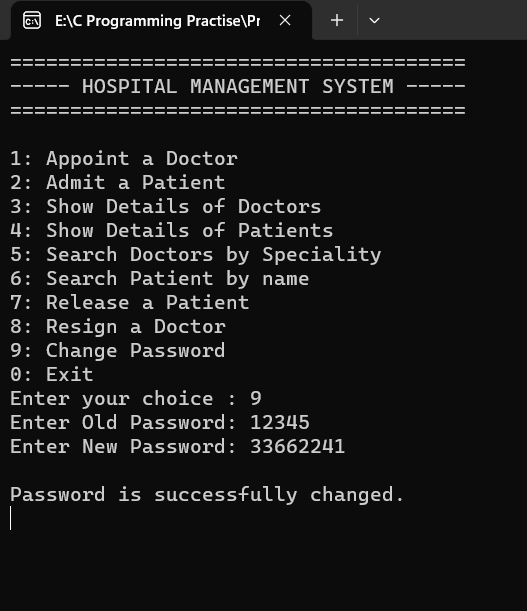 E:\C Programming Practise\Pr
======================================
----- HOSPITAL MANAGEMENT SYSTEM -----
======================================
1: Appoint a Doctor
2: Admit a Patient
3: Show Details of Doctors
4: Show Details of Patients
5: Search Doctors by Speciality
6: Search Patient by name
7: Release a Patient
8: Resign a Doctor
9: Change Password
0: Exit
Enter your choice : 9
Enter Old Password: 12345
Enter New Password: 33662241
Password is successfully changed.